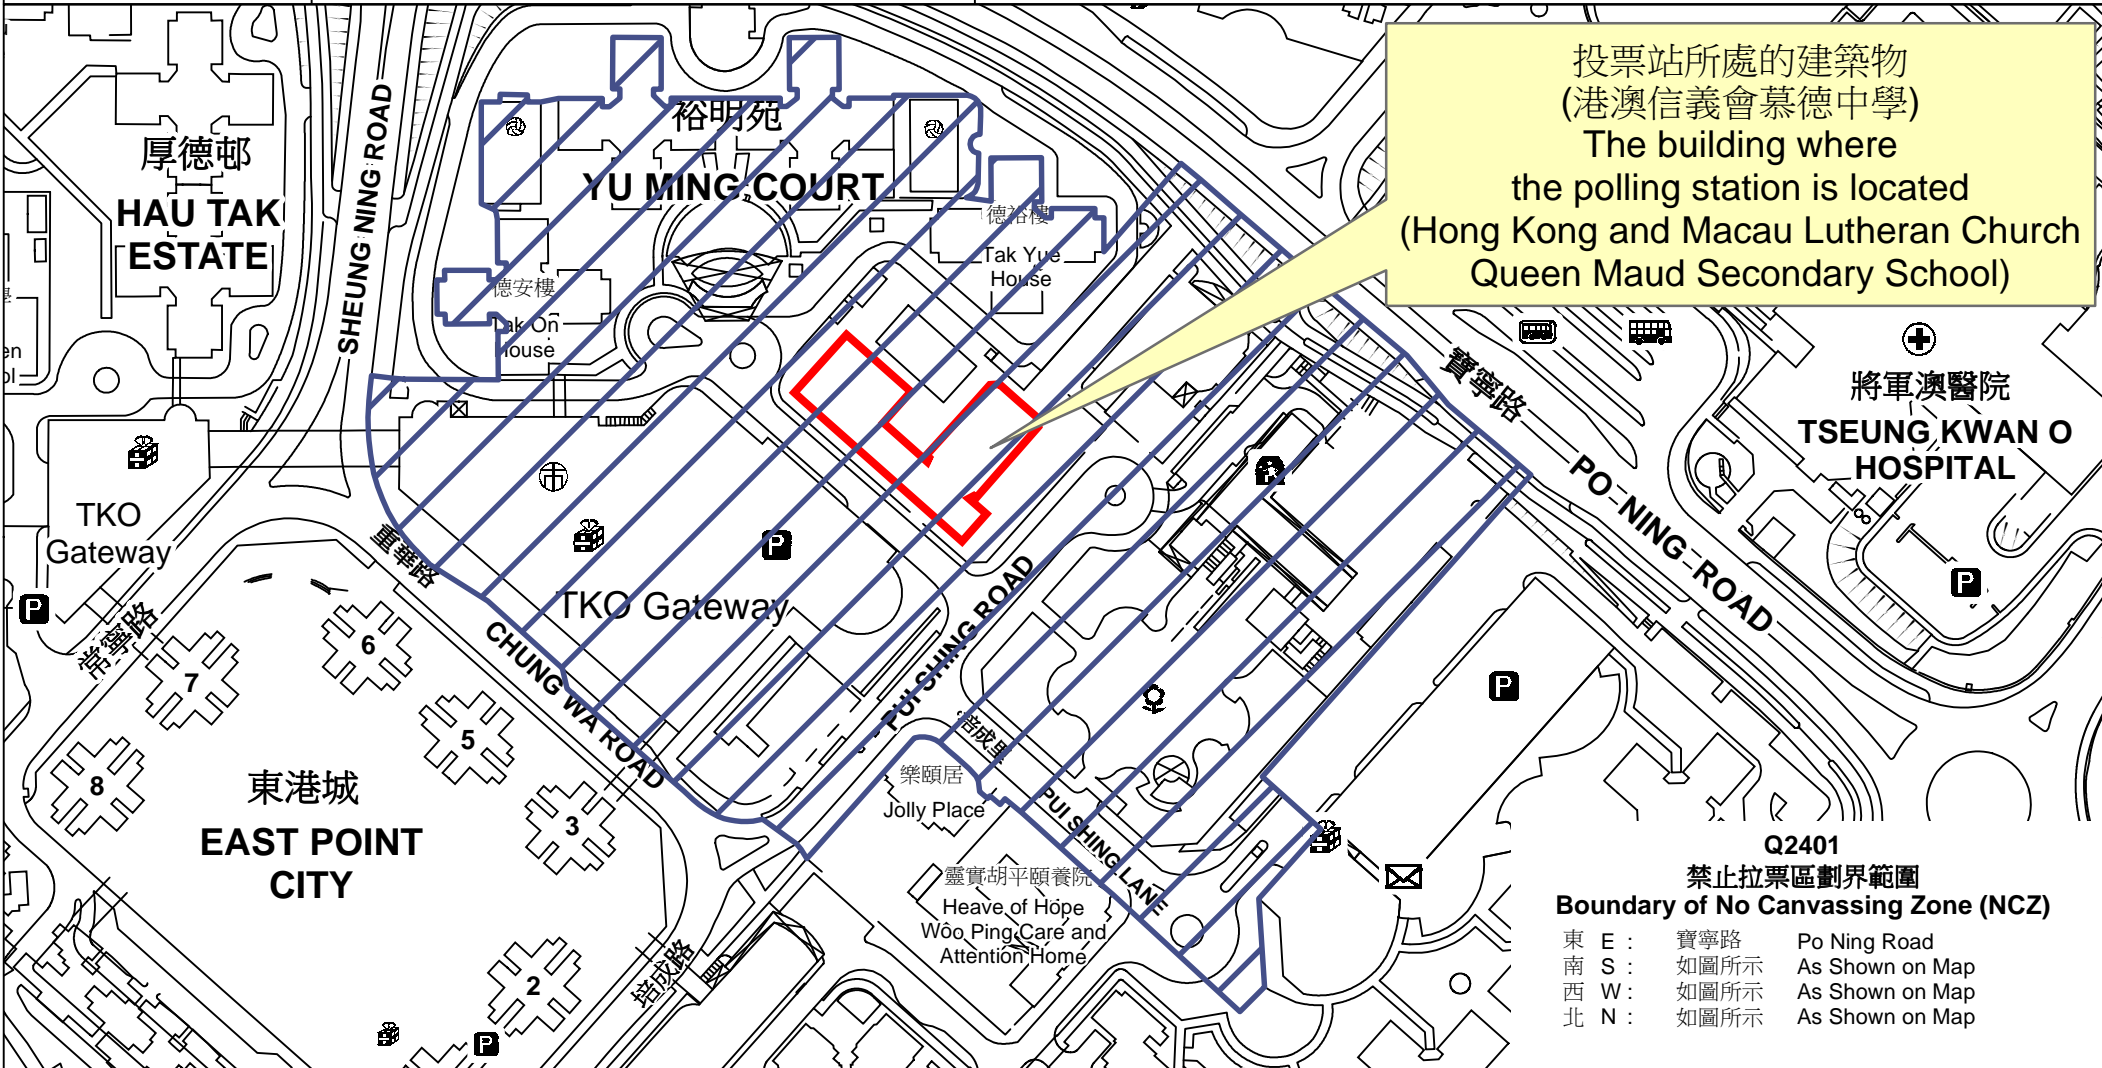 投票站所處的建築物
(港澳信義會慕德中學)
The building where
the polling station is located
(Hong Kong and Macau Lutheran Church
Queen Maud Secondary School)
厚德邨
HAU TAK
ESTATE
SHEUNG NING ROAD
裕明苑
YU MING COURT
德裕樓
Tak Yue
House
德安樓
Tak On
House
寶寧路
PO NING ROAD
將軍澳醫院
TSEUNG KWAN O
HOSPITAL
TKO
Gateway
P
常寧路
重華路
CHUNG WA ROAD
TKO Gateway
P
PUI SHING ROAD
P
P
培成里
PUI SHING LANE
樂頤居
Jolly Place
靈實胡平頤養院
Heave of Hope
Woo Ping Care and
Attention Home
培成路
7
6
5
8
3
2
P
東港城
EAST POINT
CITY
Q2401
禁止拉票區劃界範圍
Boundary of No Canvassing Zone (NCZ)
東 E : 寶寧路 Po Ning Road
南 S : 如圖所示 As Shown on Map
西 W : 如圖所示 As Shown on Map
北 N : 如圖所示 As Shown on Map